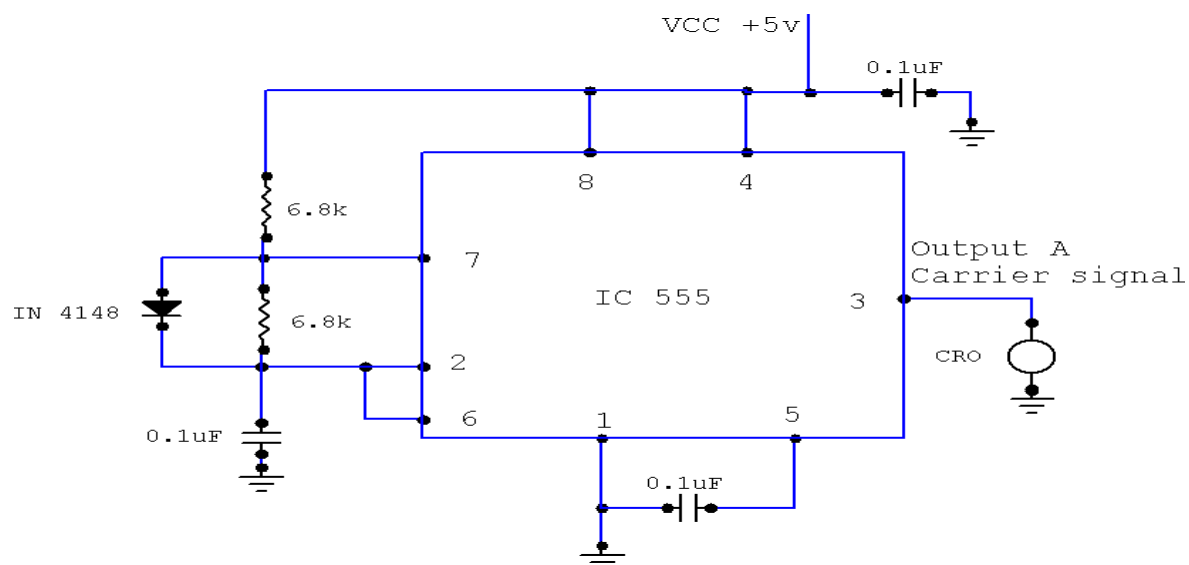 VCC +5v
0.1uF
8
4
6.8k
7
Output A
Carrier signal
IC 555
3
IN 4148
6.8k
CRO
2
6
1
5
0.1uF
0.1uF